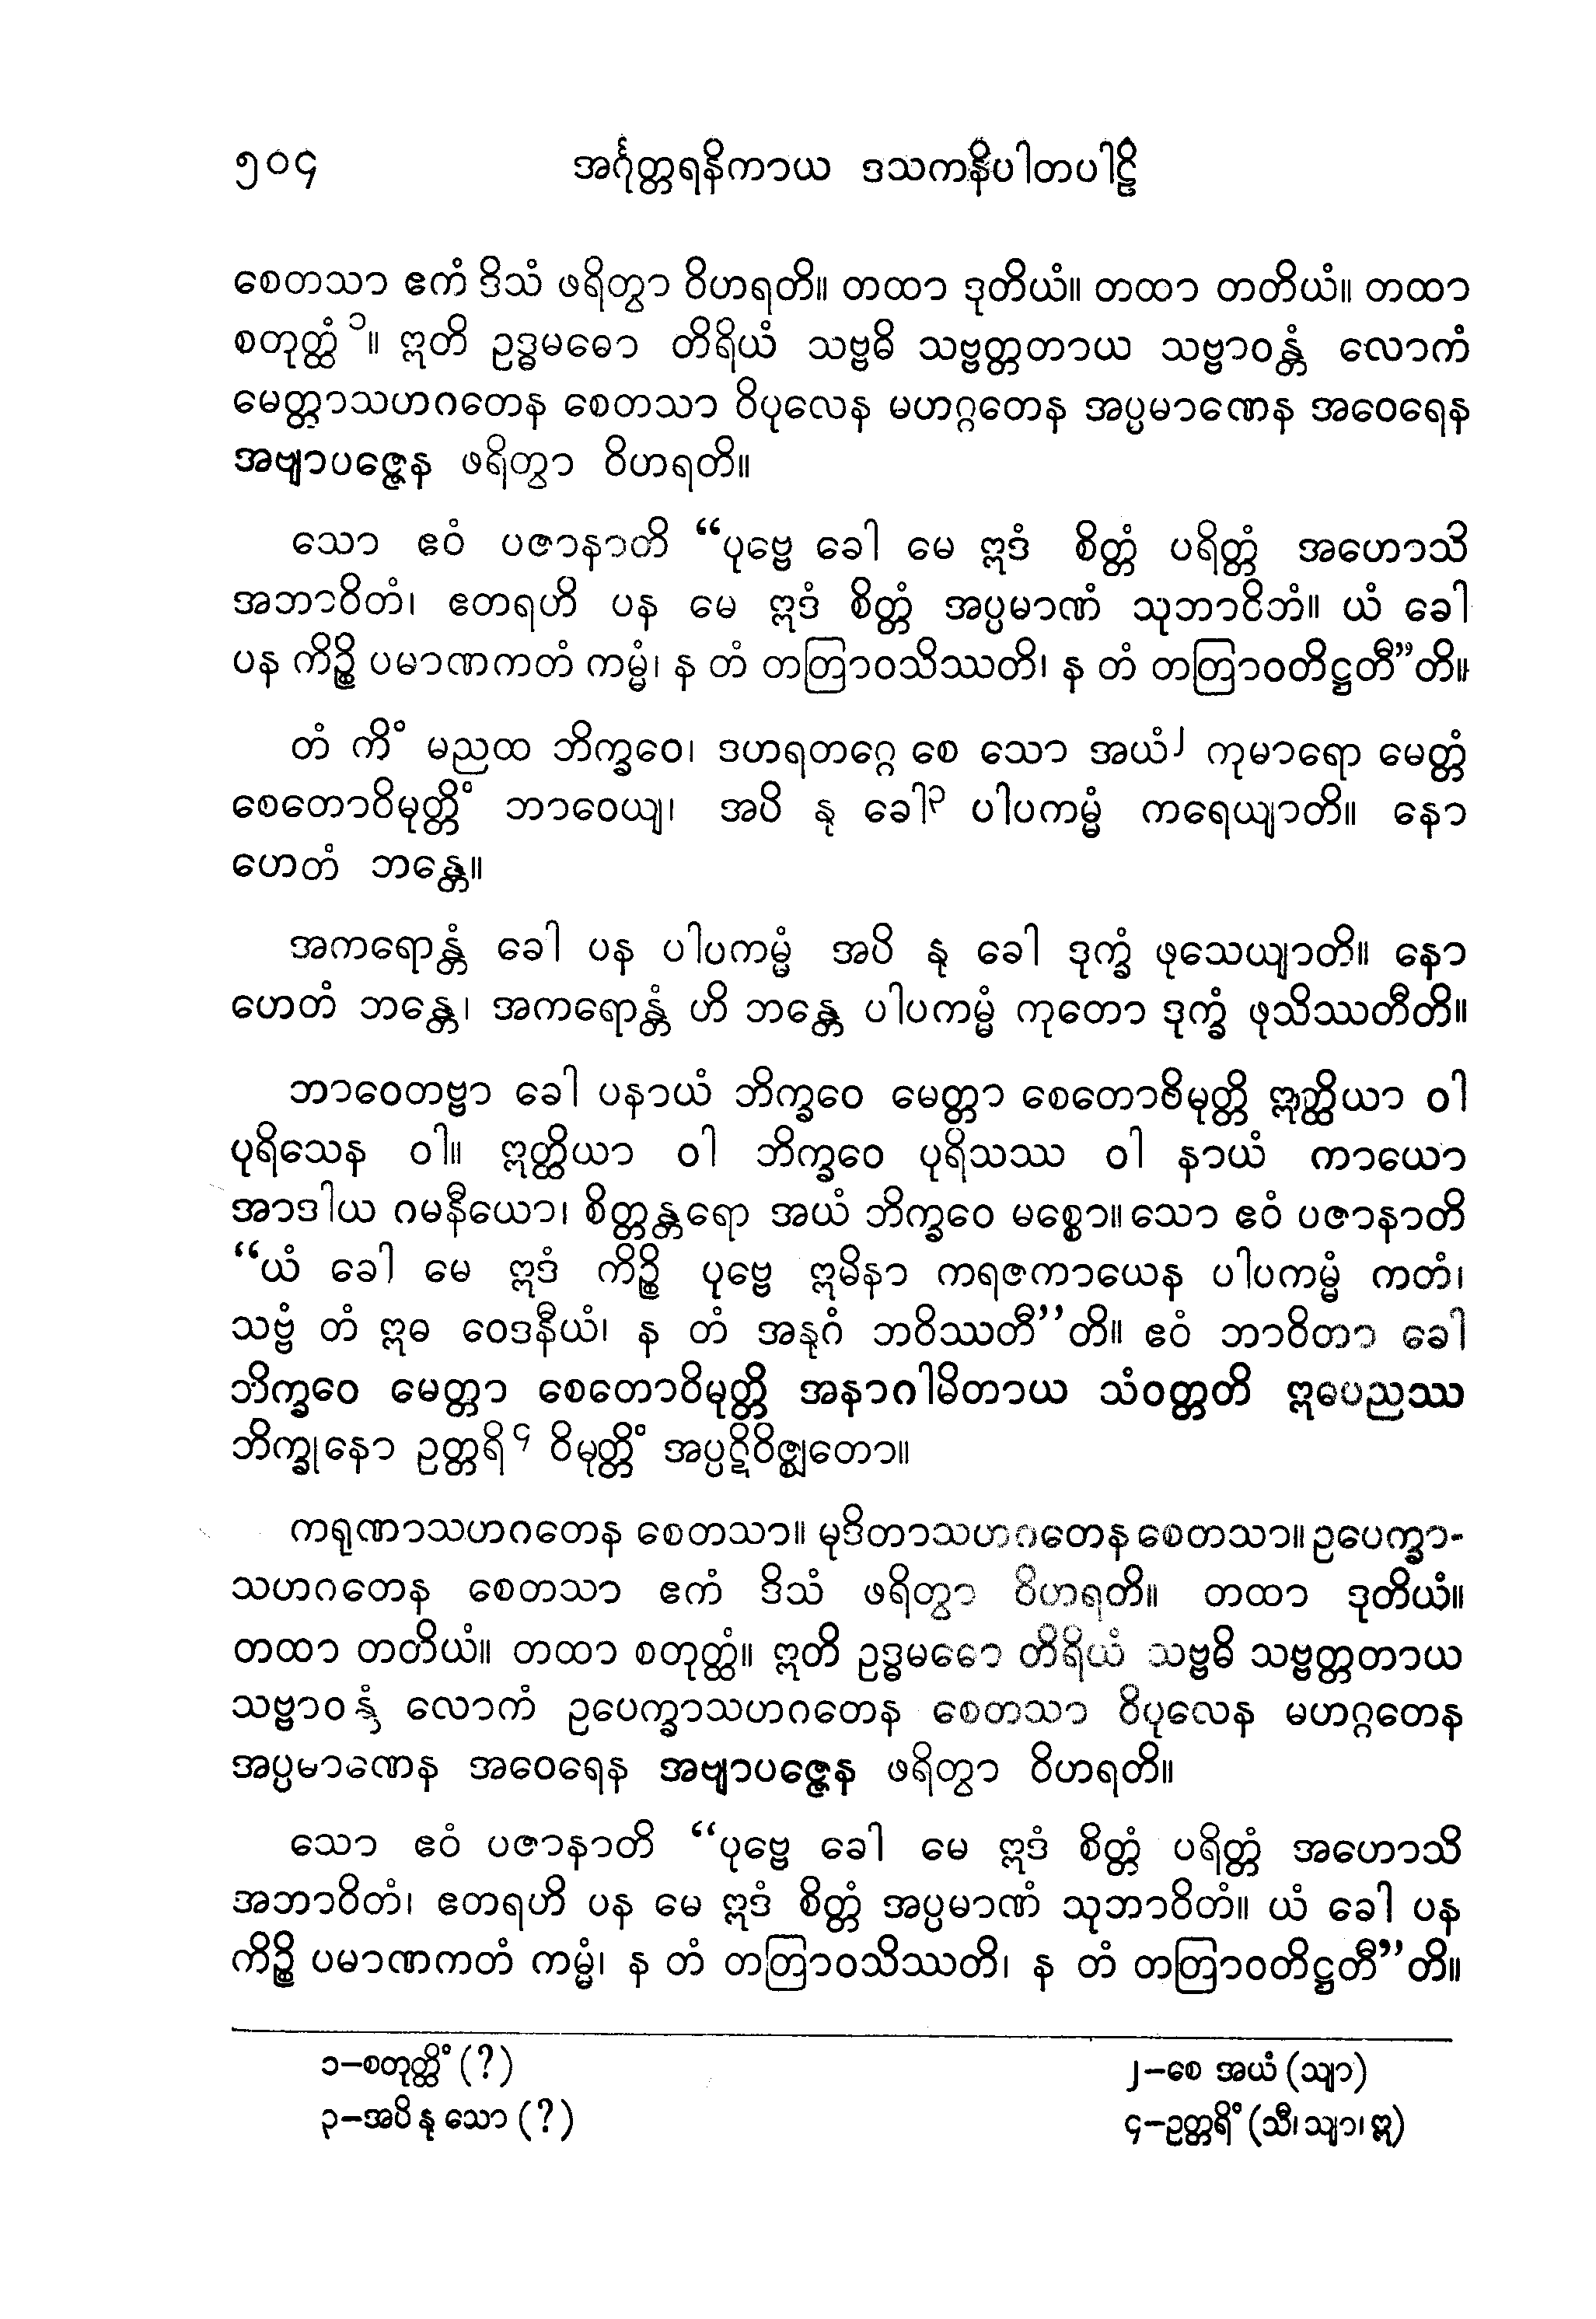 ၅၀၄ အင်္ဂုတ္တရနိကာယ ဒသကနိပါတပါဠိ
စေတသာ ဧကံ ဒိသံ ဖရိတွာ ဝိဟရတိ။ တထာ ဒုတိယံ။ တထာ တတိယံ။ တထာ
စတုတ္ထံ၁။ ဣတိ ဥဒ္ဓမဓော တိရိယံ သဗ္ဗဓိ သဗ္ဗတ္တတာယ သဗ္ဗာဝန္တံ လောကံ
မေတ္တာသဟဂတေန စေတသာ ဝိပုလေန မဟဂ္ဂတေန အပ္ပမာဏေန အဝေရေန
အဗျာပဇ္ဇေန ဖရိတွာ ဝိဟရတိ။
သော ဧဝံ ပဇာနာတိ “ပုဗ္ဗေ ခေါ မေ ဣဒံ စိတ္တံ ပရိတ္တံ အဟောသိ
အဘာဝိတံ၊ ဧတရဟိ ပန မေ ဣဒံ စိတ္တံ အပ္ပမာဏံ သုဘာဝိတံ။ ယံ ခေါ
ပန ကိဉ္စိ ပမာဏကတံ ကမ္မံ၊ န တံ တတြာဝသိဿတိ၊ န တံ တတြာဝတိဋ္ဌတီ”တိ။
တံ ကိံ မညထ ဘိက္ခဝေ၊ ဒဟရတဂ္ဂေ စေ သော အယံ၂ ကုမာရော မေတ္တံ
စေတောဝိမုတ္တိံ ဘာဝေယျ၊ အပိ နု ခေါ၃ ပါပကမ္မံ ကရေယျာတိ။ နော
ဟေတံ ဘန္တေ။
အကရောန္တံ ခေါ ပန ပါပကမ္မံ အပိ နု ခေါ ဒုက္ခံ ဖုသေယျာတိ။ နော
ဟေတံ ဘန္တေ၊ အကရောန္တံ ဟိ ဘန္တေ ပါပကမ္မံ ကုတော ဒုက္ခံ ဖုသိဿတီတိ။
ဘာဝေတဗ္ဗာ ခေါ ပနာယံ ဘိက္ခဝေ မေတ္တာ စေတောဝိမုတ္တိ ဣတ္ထိယာ ဝါ
ပုရိသေန ဝါ။ ဣတ္ထိယာ ဝါ ဘိက္ခဝေ ပုရိသဿ ဝါ နာယံ ကာယော
အာဒါယ ဂမနီယော၊ စိတ္တန္တရော အယံ ဘိက္ခဝေ မစ္စော။ သော ဧဝံ ပဇာနာတိ
“ယံ ခေါ မေ ဣဒံ ကိဉ္စိ ပုဗ္ဗေ ဣမိနာ ကရဇကာယေန ပါပကမ္မံ ကတံ၊
သဗ္ဗံ တံ ဣဓ ဝေဒနီယံ၊ န တံ အနုဂံ ဘဝိဿတီ”တိ။ ဧဝံ ဘာဝိတာ ခေါ
ဘိက္ခဝေ မေတ္တာ စေတောဝိမုတ္တိ အနာဂါမိတာယ သံဝတ္တတိ ဣဓပညဿ
ဘိက္ခုနော ဥတ္တရိ၄ ဝိမုတ္တိံ အပ္ပဋိဝိဇ္ဈတော။
ကရုဏာသဟဂတေန စေတသာ။ မုဒိတာသဟဂတေန စေတသာ။ ဥပေက္ခာ-
သဟဂတေန စေတသာ ဧကံ ဒိသံ ဖရိတွာ ဝိဟရတိ။ တထာ ဒုတိယံ။
တထာ တတိယံ။ တထာ စတုတ္ထံ။ ဣတိ ဥဒ္ဓမဓော တိရိယံ သဗ္ဗဓိ သဗ္ဗတ္တတာယ
သဗ္ဗာဝန္တံ လောကံ ဥပေက္ခာသဟဂတေန စေတသာ ဝိပုလေန မဟဂ္ဂတေန
အပ္ပမာဏေန အဝေရေန အဗျာပဇ္ဇေန ဖရိတွာ ဝိဟရတိ။
သော ဧဝံ ပဇာနာတိ “ပုဗ္ဗေ ခေါ မေ ဣဒံ စိတ္တံ ပရိတ္တံ အဟောသိ
အဘာဝိတံ၊ ဧတရဟိ ပန မေ ဣဒံ စိတ္တံ အပ္ပမာဏံ သုဘာဝိတံ။ ယံ ခေါ ပန
ကိဉ္စိ ပမာဏကတံ ကမ္မံ၊ န တံ တတြာဝသိဿတိ၊ န တံ တတြာဝတိဋ္ဌတီ”တိ။
၁–စတုတ္ထိံ (?) ၂–စေ အယံ (သျာ)
၃–အပိ နု သော (?) ၄–ဥတ္တရိံ (သီ၊ သျာ၊ ဣ)